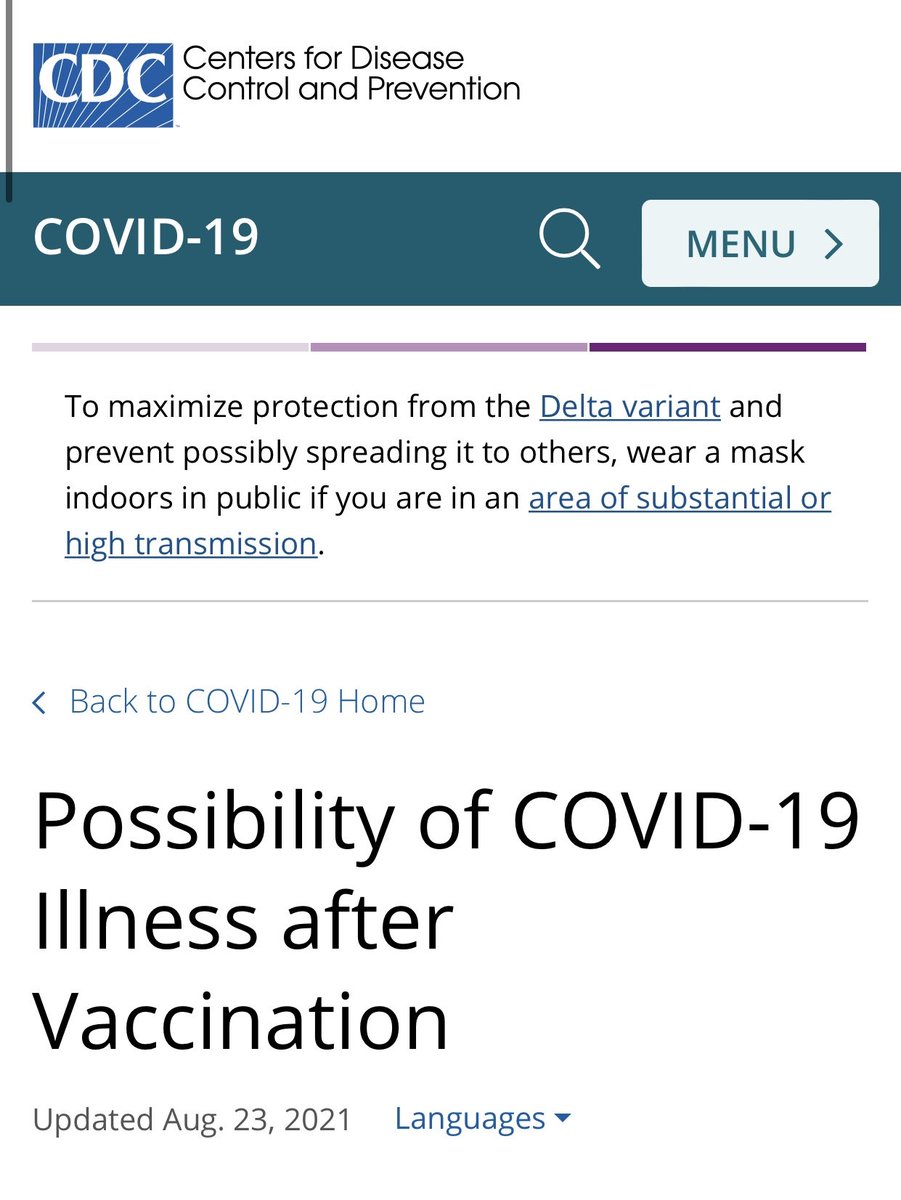 CDC Centers for Disease
Control and Prevention
COVID-19
MENU
To maximize protection from the Delta variant and
prevent possibly spreading it to others, wear a mask
indoors in public if you are in an area of substantial or
high transmission.
Back to COVID-19 Home
Possibility of COVID-19
Illness after
Vaccination
Updated Aug. 23, 2021 Languages